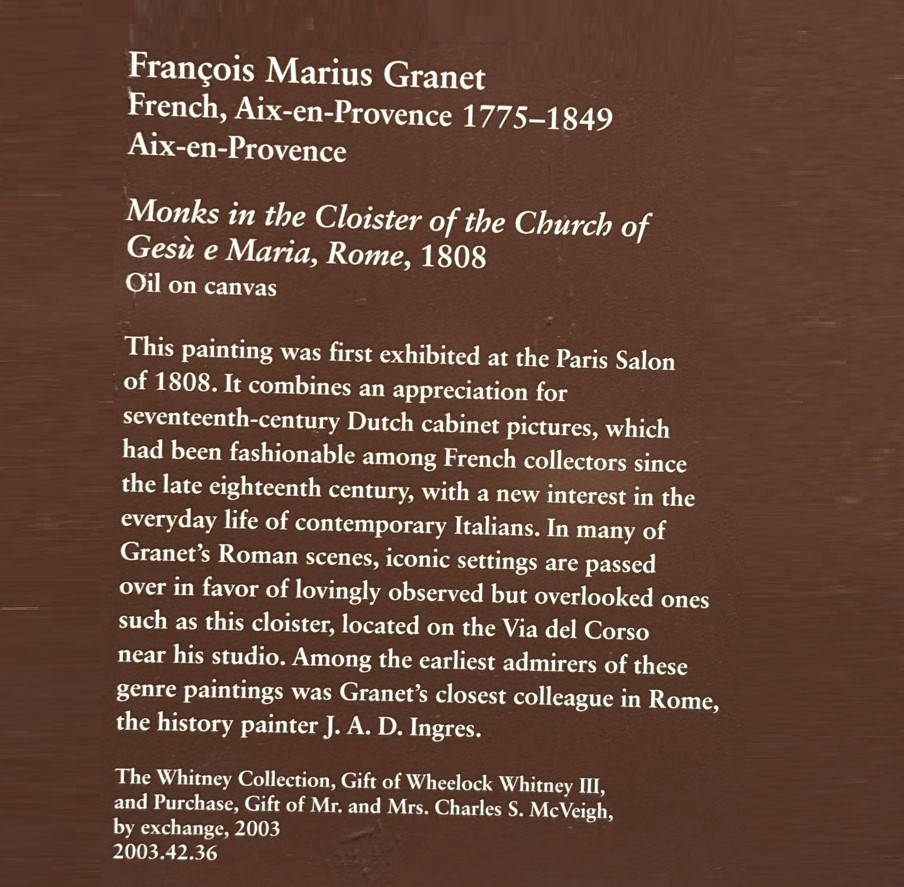 François Marius Granet
French, Aix-en-Provence 1775–1849
Aix-en-Provence
Monks in the Cloister of the Church of
Gesù e Maria, Rome, 1808
Oil on canvas
This painting was first exhibited at the Paris Salon
of 1808. It combines an appreciation for
seventeenth-century Dutch cabinet pictures, which
had been fashionable among French collectors since
the late eighteenth century, with a new interest in the
everyday life of contemporary Italians. In many of
Granet’s Roman scenes, iconic settings are passed
over in favor of lovingly observed but overlooked ones
such as this cloister, located on the Via del Corso
near his studio. Among the earliest admirers of these
genre paintings was Granet’s closest colleague in Rome,
the history painter J. A. D. Ingres.
The Whitney Collection, Gift of Wheelock Whitney III,
and Purchase, Gift of Mr. and Mrs. Charles S. McVeigh,
by exchange, 2003
2003.42.36